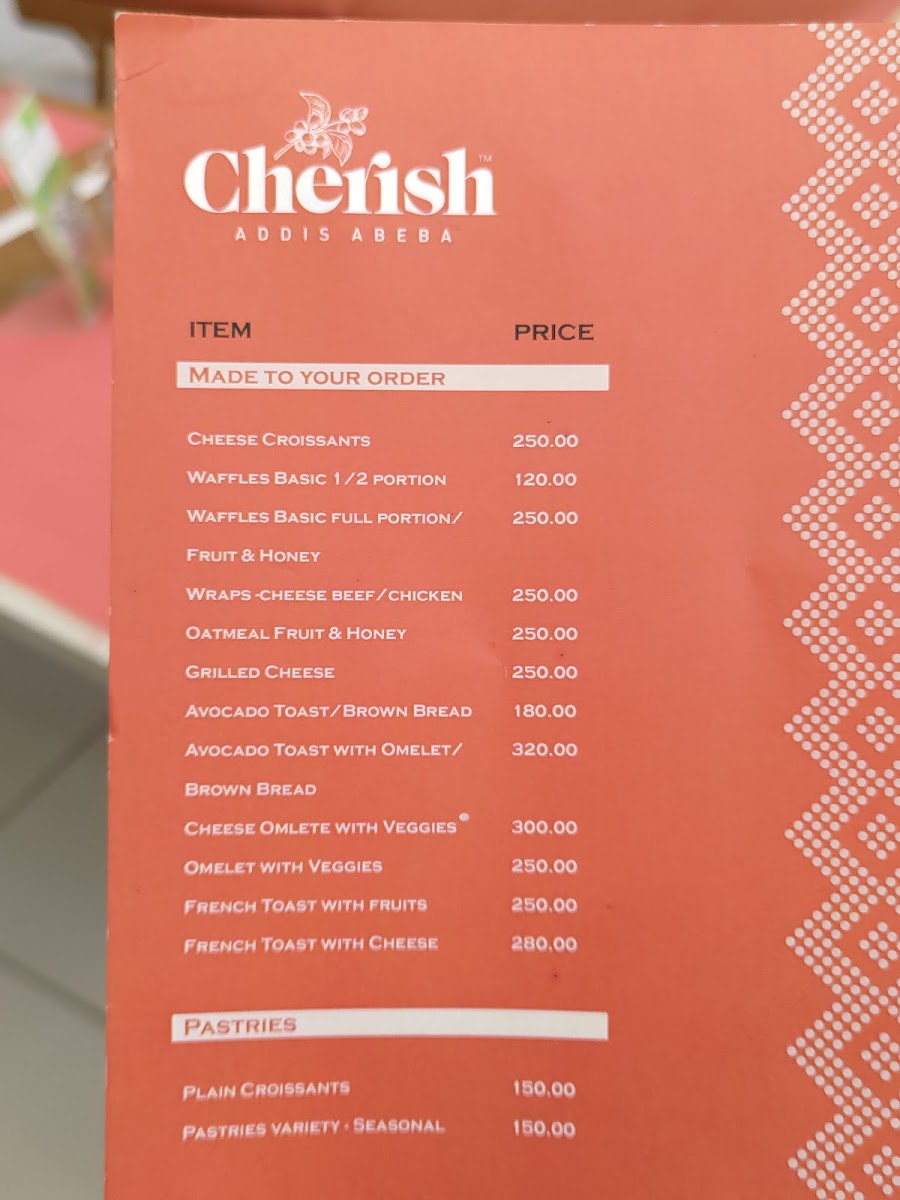 Cherish™
ADDIS ABEBA
ITEM PRICE
MADE TO YOUR ORDER
CHEESE CROISSANTS 250.00
WAFFLES BASIC 1/2 PORTION 120.00
WAFFLES BASIC FULL PORTION/ 250.00
FRUIT & HONEY
WRAPS -CHEESE BEEF/CHICKEN 250.00
OATMEAL FRUIT & HONEY 250.00
GRILLED CHEESE 250.00
AVOCADO TOAST/BROWN BREAD 180.00
AVOCADO TOAST WITH OMELET/ 320.00
BROWN BREAD
CHEESE OMLETE WITH VEGGIES 300.00
OMELET WITH VEGGIES 250.00
FRENCH TOAST WITH FRUITS 250.00
FRENCH TOAST WITH CHEESE 280.00
PASTRIES
PLAIN CROISSANTS 150.00
PASTRIES VARIETY - SEASONAL 150.00